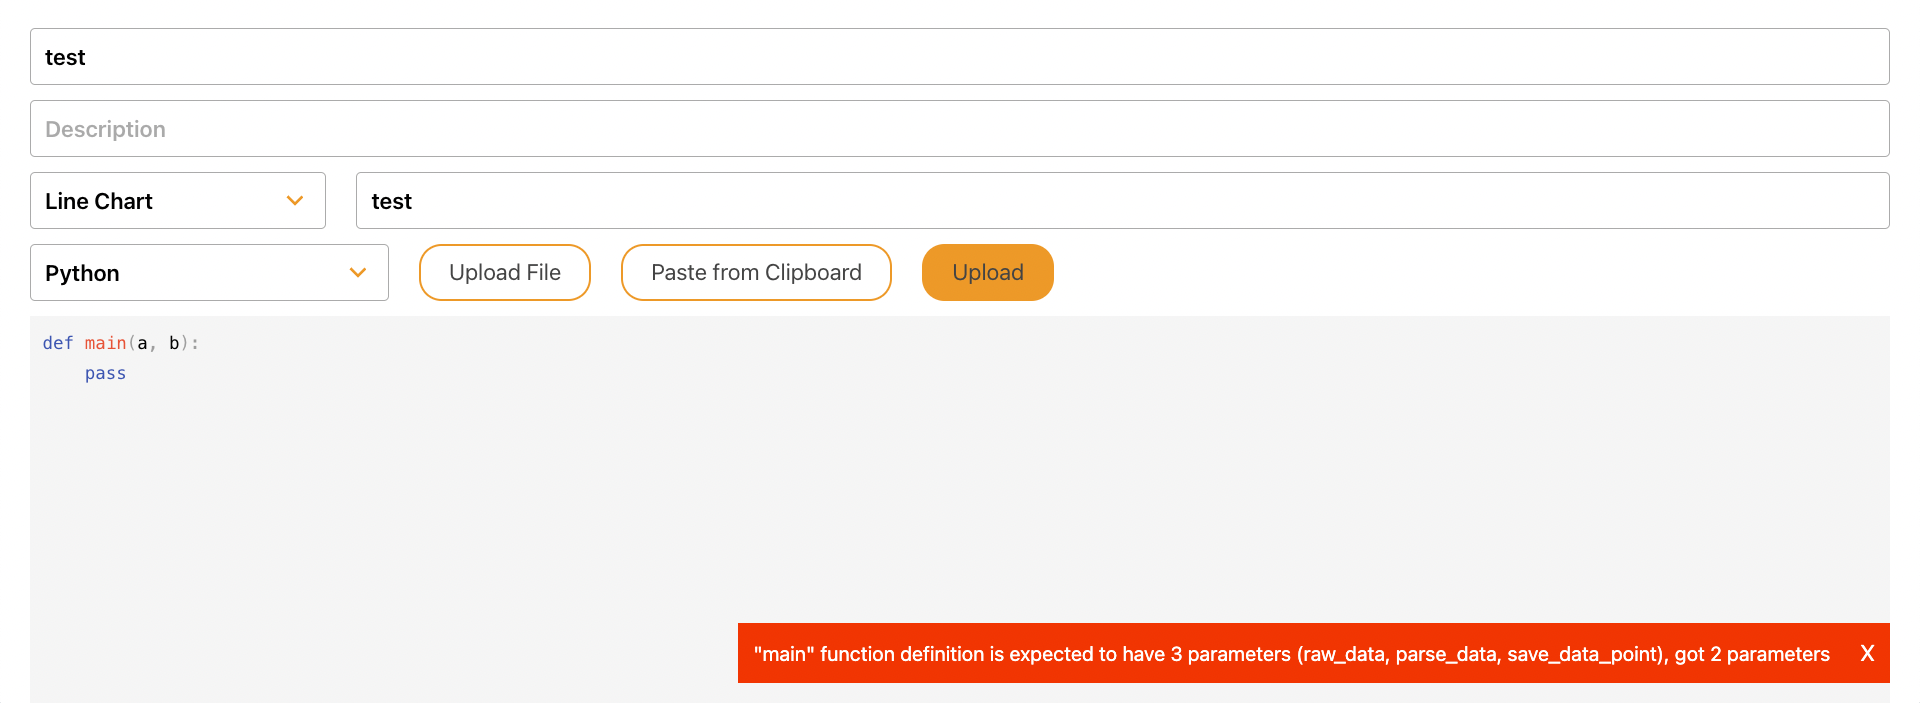 test
Description
Line Chart
test
Python
Upload File
Paste from Clipboard
Upload
def main(a, b):
    pass
"main" function definition is expected to have 3 parameters (raw_data, parse_data, save_data_point), got 2 parameters X